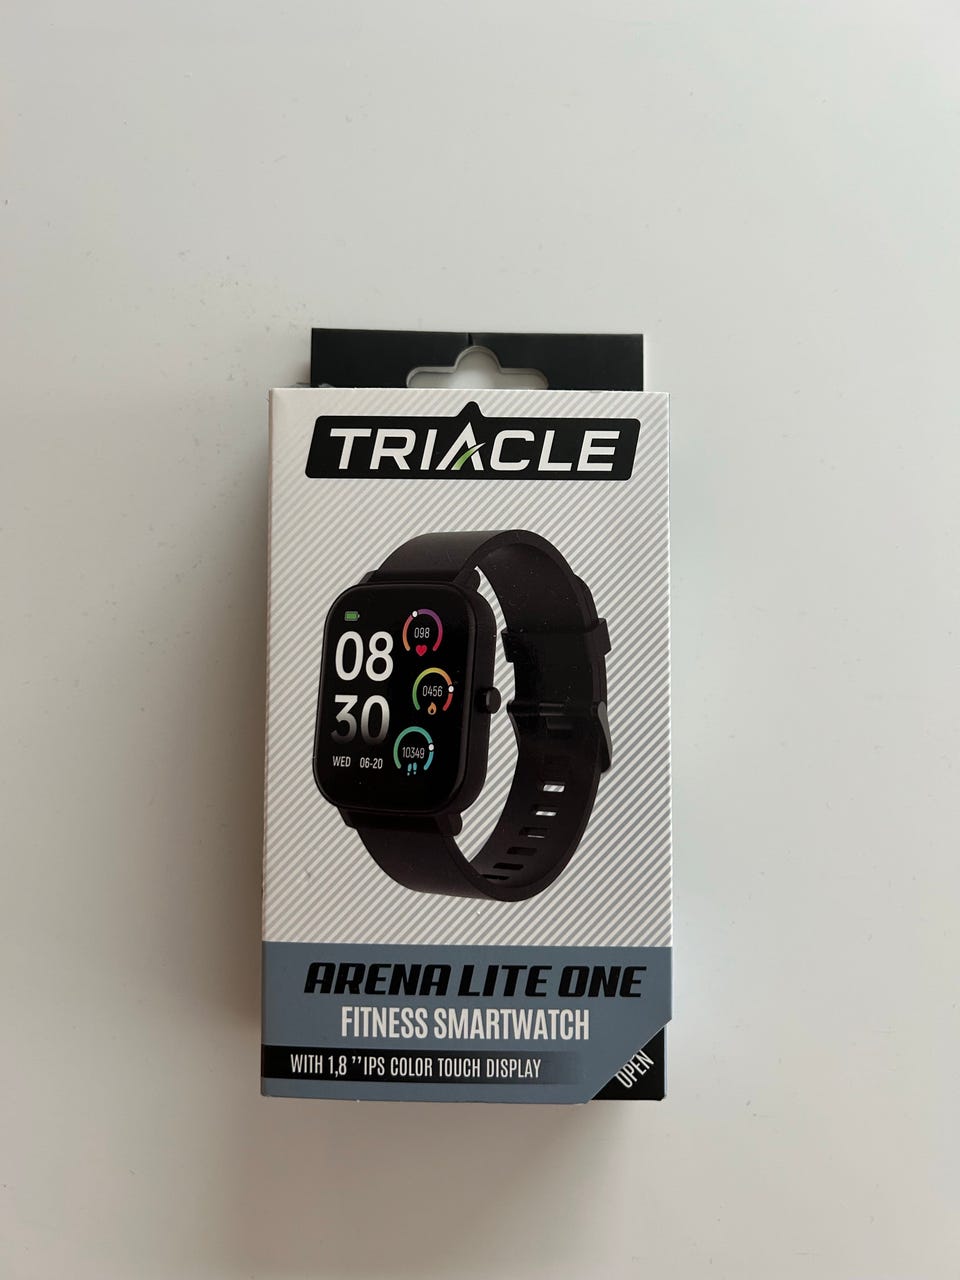 TRIACLE
098
08
0456
30
10349
WED 06-20
ARENA LITE ONE
FITNESS SMARTWATCH
WITH 1,8 ’’IPS COLOR TOUCH DISPLAY
OPEN